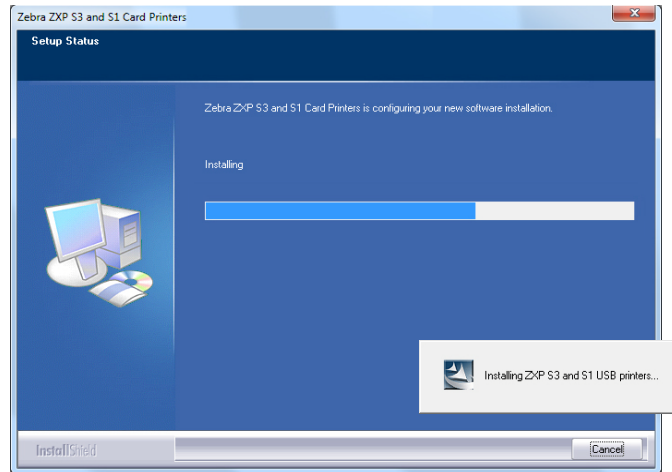 Zebra ZXP S3 and S1 Card Printers
Setup Status
Zebra ZXP S3 and S1 Card Printers is configuring your new software installation.
Installing
Installing ZXP S3 and S1 USB printers...
InstallShield
Cancel